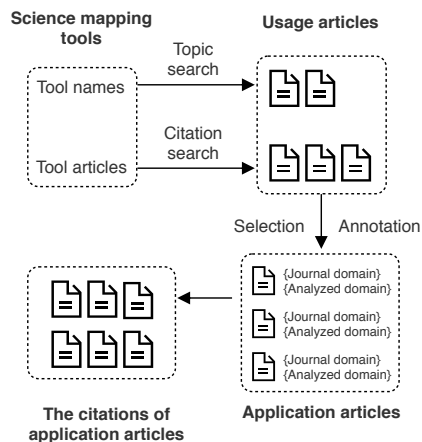 Science mapping
tools
Usage articles
Topic
search
Tool names
Citation
search
Tool articles
Selection
Annotation
{Journal domain}
{Analyzed domain}
{Journal domain}
{Analyzed domain}
{Journal domain}
{Analyzed domain}
The citations of
application articles
Application articles